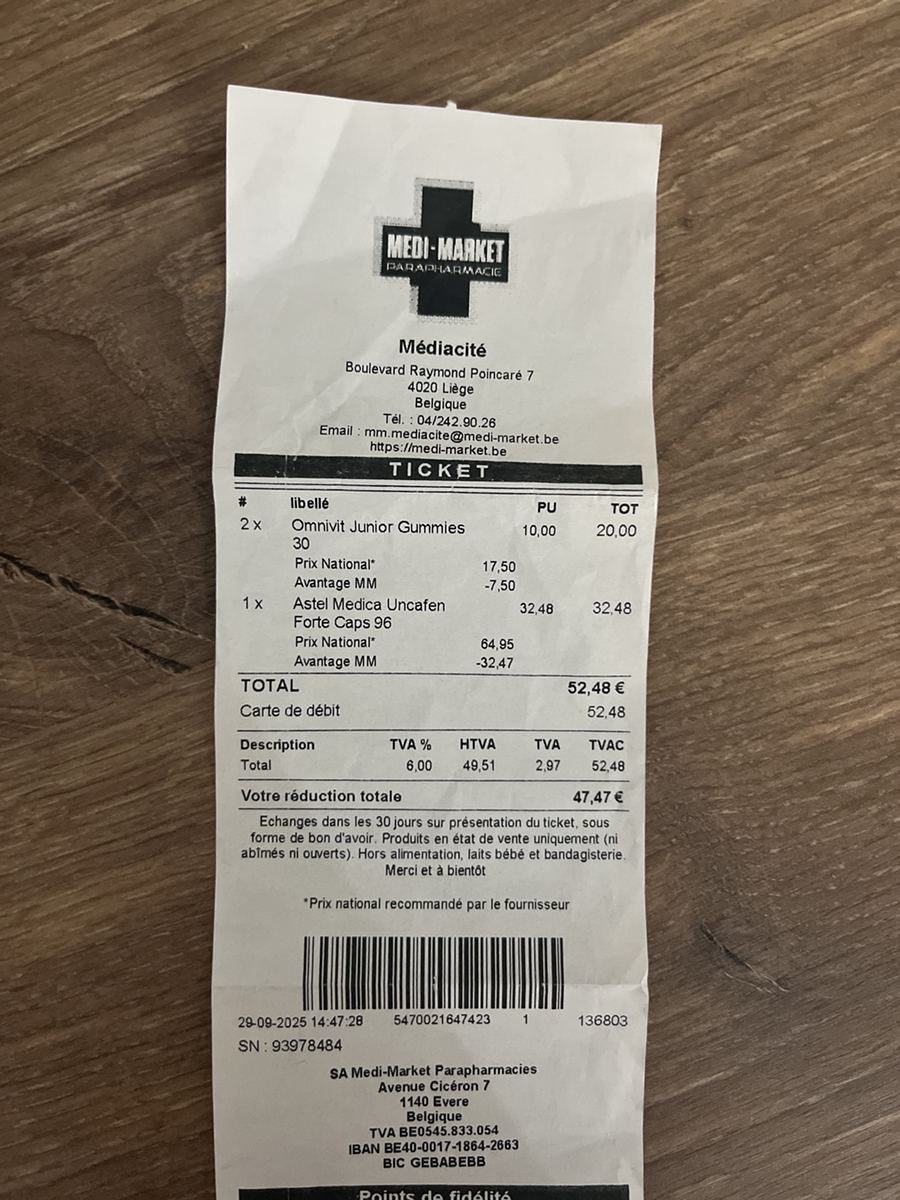 MEDI-MARKET
PARAPHARMACIE
Médiacité
Boulevard Raymond Poincaré 7
4020 Liège
Belgique
Tél. : 04/242.90.26
Email : mm.mediacite@medi-market.be
https://medi-market.be
TICKET
# libellé PU TOT
2 x Omnivit Junior Gummies 10,00 20,00
30
Prix National* 17,50
Avantage MM -7,50
1 x Astel Medica Uncafen 32,48 32,48
Forte Caps 96
Prix National* 64,95
Avantage MM -32,47
TOTAL 52,48 €
Carte de débit 52,48
Description TVA % HTVA TVA TVAC
Total 6,00 49,51 2,97 52,48
Votre réduction totale 47,47 €
Echanges dans les 30 jours sur présentation du ticket, sous
forme de bon d'avoir. Produits en état de vente uniquement (ni
abîmés ni ouverts). Hors alimentation, laits bébé et bandagisterie.
Merci et à bientôt
*Prix national recommandé par le fournisseur
29-09-2025 14:47:28 5470021647423 1 136803
SN : 93978484
SA Medi-Market Parapharmacies
Avenue Cicéron 7
1140 Evere
Belgique
TVA BE0545.833.054
IBAN BE40-0017-1864-2663
BIC GEBABEBB
Points de fidélité